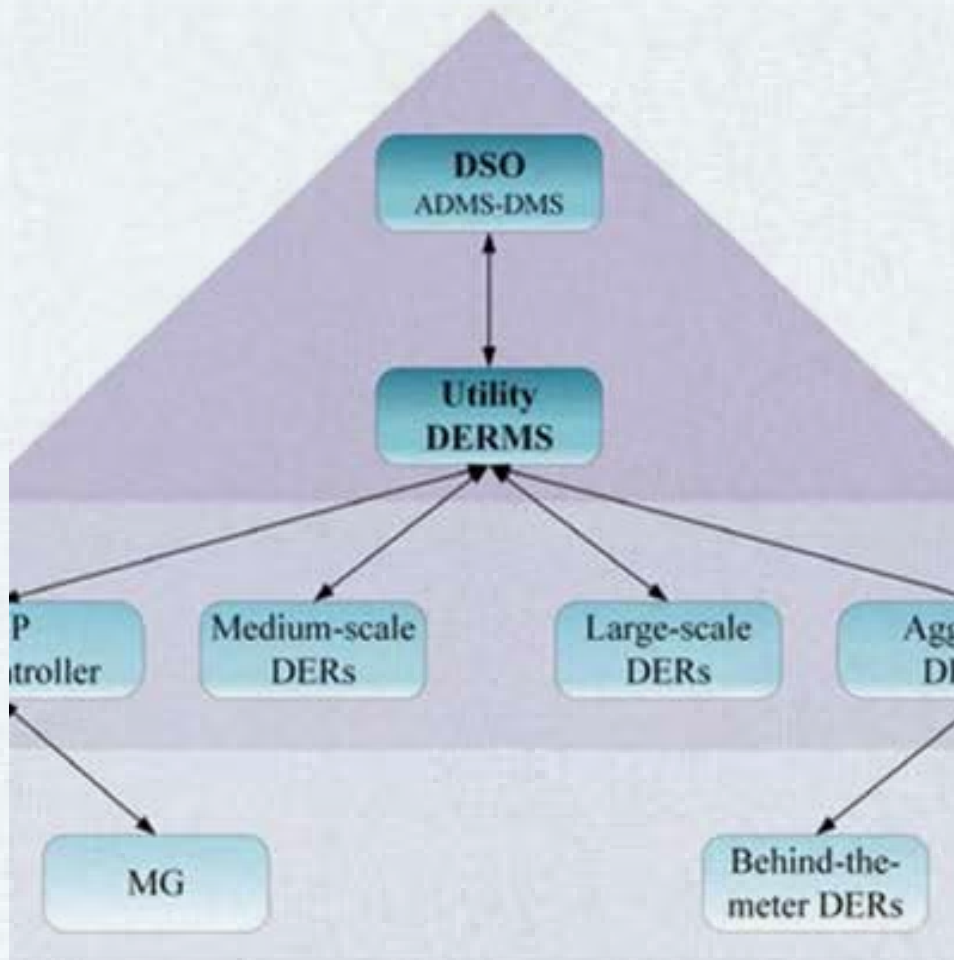 DSO
ADMS-DMS
Utility
DERMS
P
Medium-scale
DERs
Large-scale
DERs
MG
Behind-the-
meter DERs